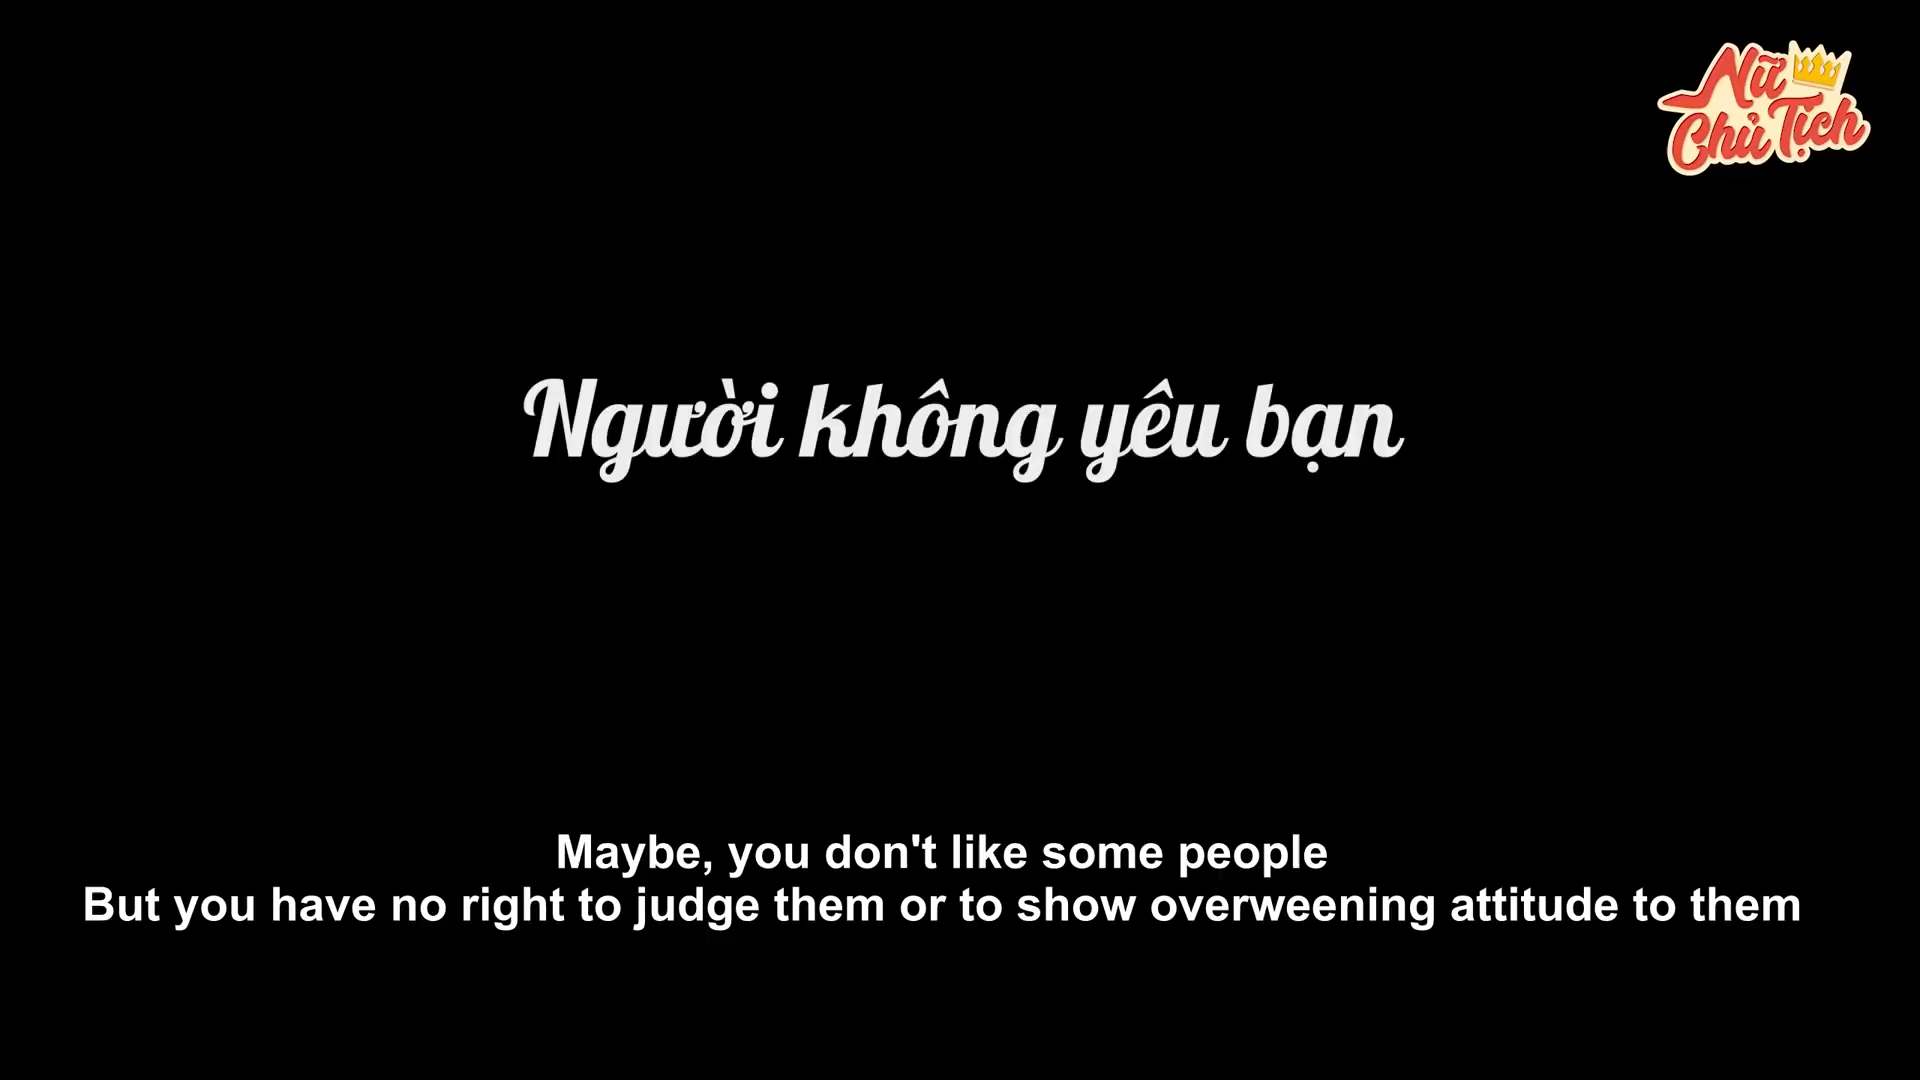 Nữ
Chủ Tịch
Người không yêu bạn
Maybe, you don't like some people
But you have no right to judge them or to show overweening attitude to them